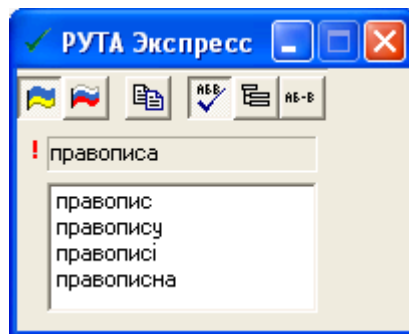 РУТА Экспресс
АБВ АБ-В
! правописа
правопис
правопису
правописі
правописна